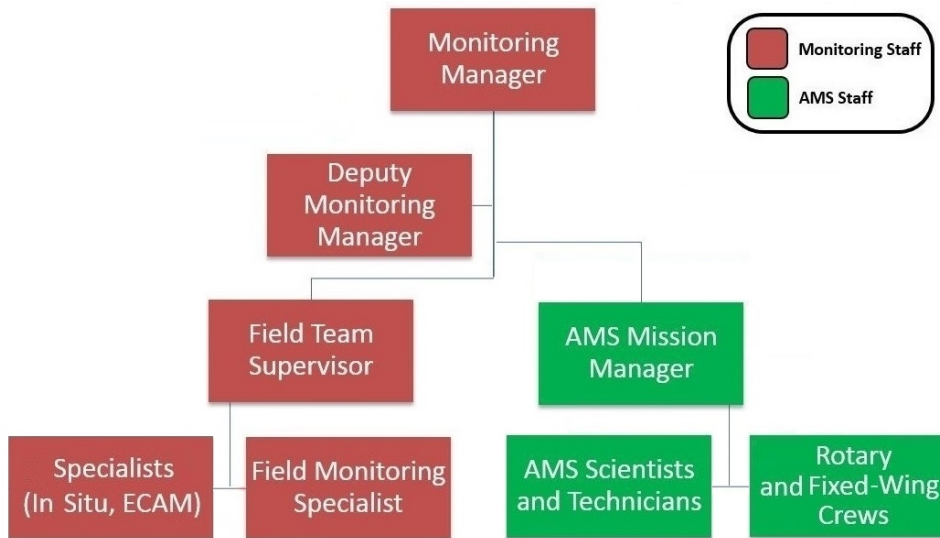 Monitoring
Manager
Monitoring Staff
AMS Staff
Deputy
Monitoring
Manager
Field Team
Supervisor
AMS Mission
Manager
Specialists
(In Situ, ECAM)
Field Monitoring
Specialist
AMS Scientists
and Technicians
Rotary
and Fixed-Wing
Crews